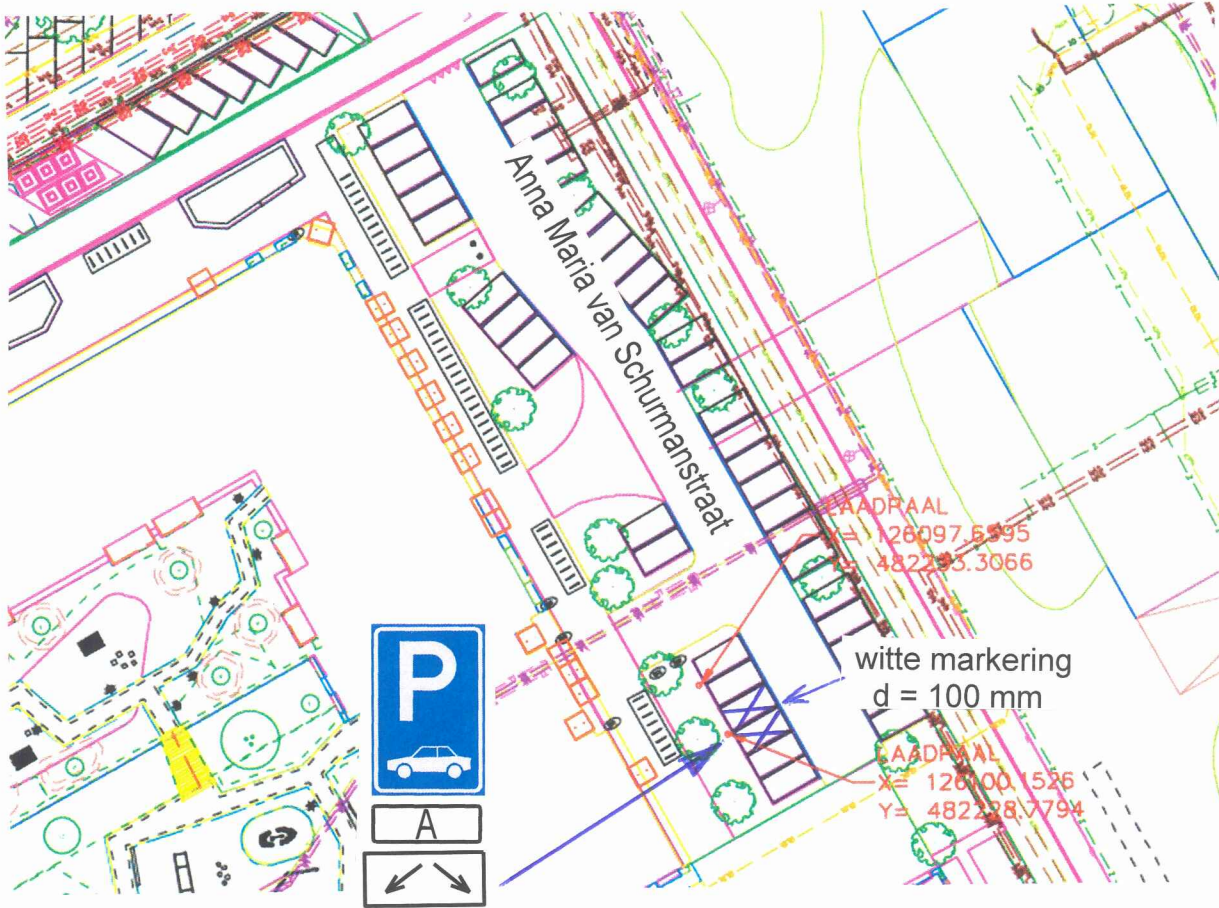 Anna Maria van Schurmanstraat
LAADPAAL
X= 126097.6595
482233.3066
witte markering
d = 100 mm
LAADPAAL
X= 126100.1526
Y= 482228.7794
P
A